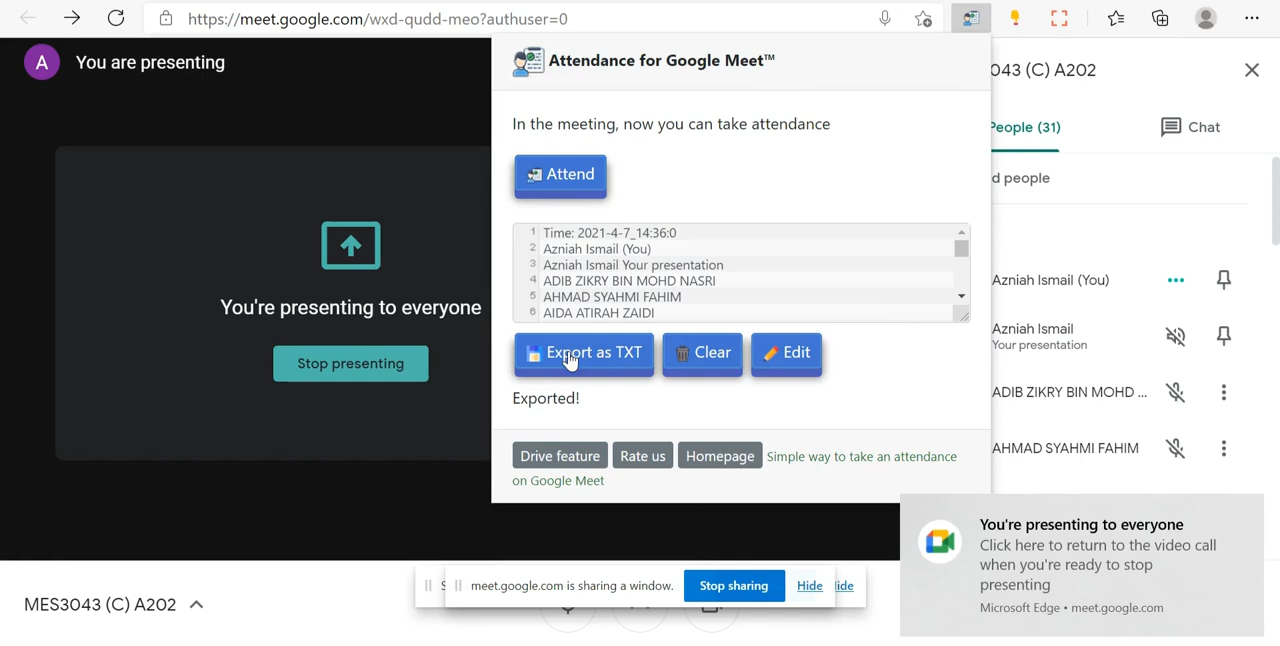 https://meet.google.com/wxd-qudd-meo?authuser=0
A You are presenting
Attendance for Google Meet™
043 (C) A202
In the meeting, now you can take attendance
People (31)
Chat
Attend
d people
1 Time: 2021-4-7_14:36:0
2 Azniah Ismail (You)
3 Azniah Ismail Your presentation
4 ADIB ZIKRY BIN MOHD NASRI
5 AHMAD SYAHMI FAHIM
6 AIDA ATIRAH ZAIDI
Azniah Ismail (You)
You're presenting to everyone
Azniah Ismail
Your presentation
Stop presenting
Export as TXT
Clear
Edit
ADIB ZIKRY BIN MOHD ...
Exported!
AHMAD SYAHMI FAHIM
Drive feature
Rate us
Homepage
Simple way to take an attendance
on Google Meet
You're presenting to everyone
Click here to return to the video call
when you're ready to stop
presenting
Microsoft Edge • meet.google.com
meet.google.com is sharing a window.
Stop sharing
Hide
lide
MES3043 (C) A202